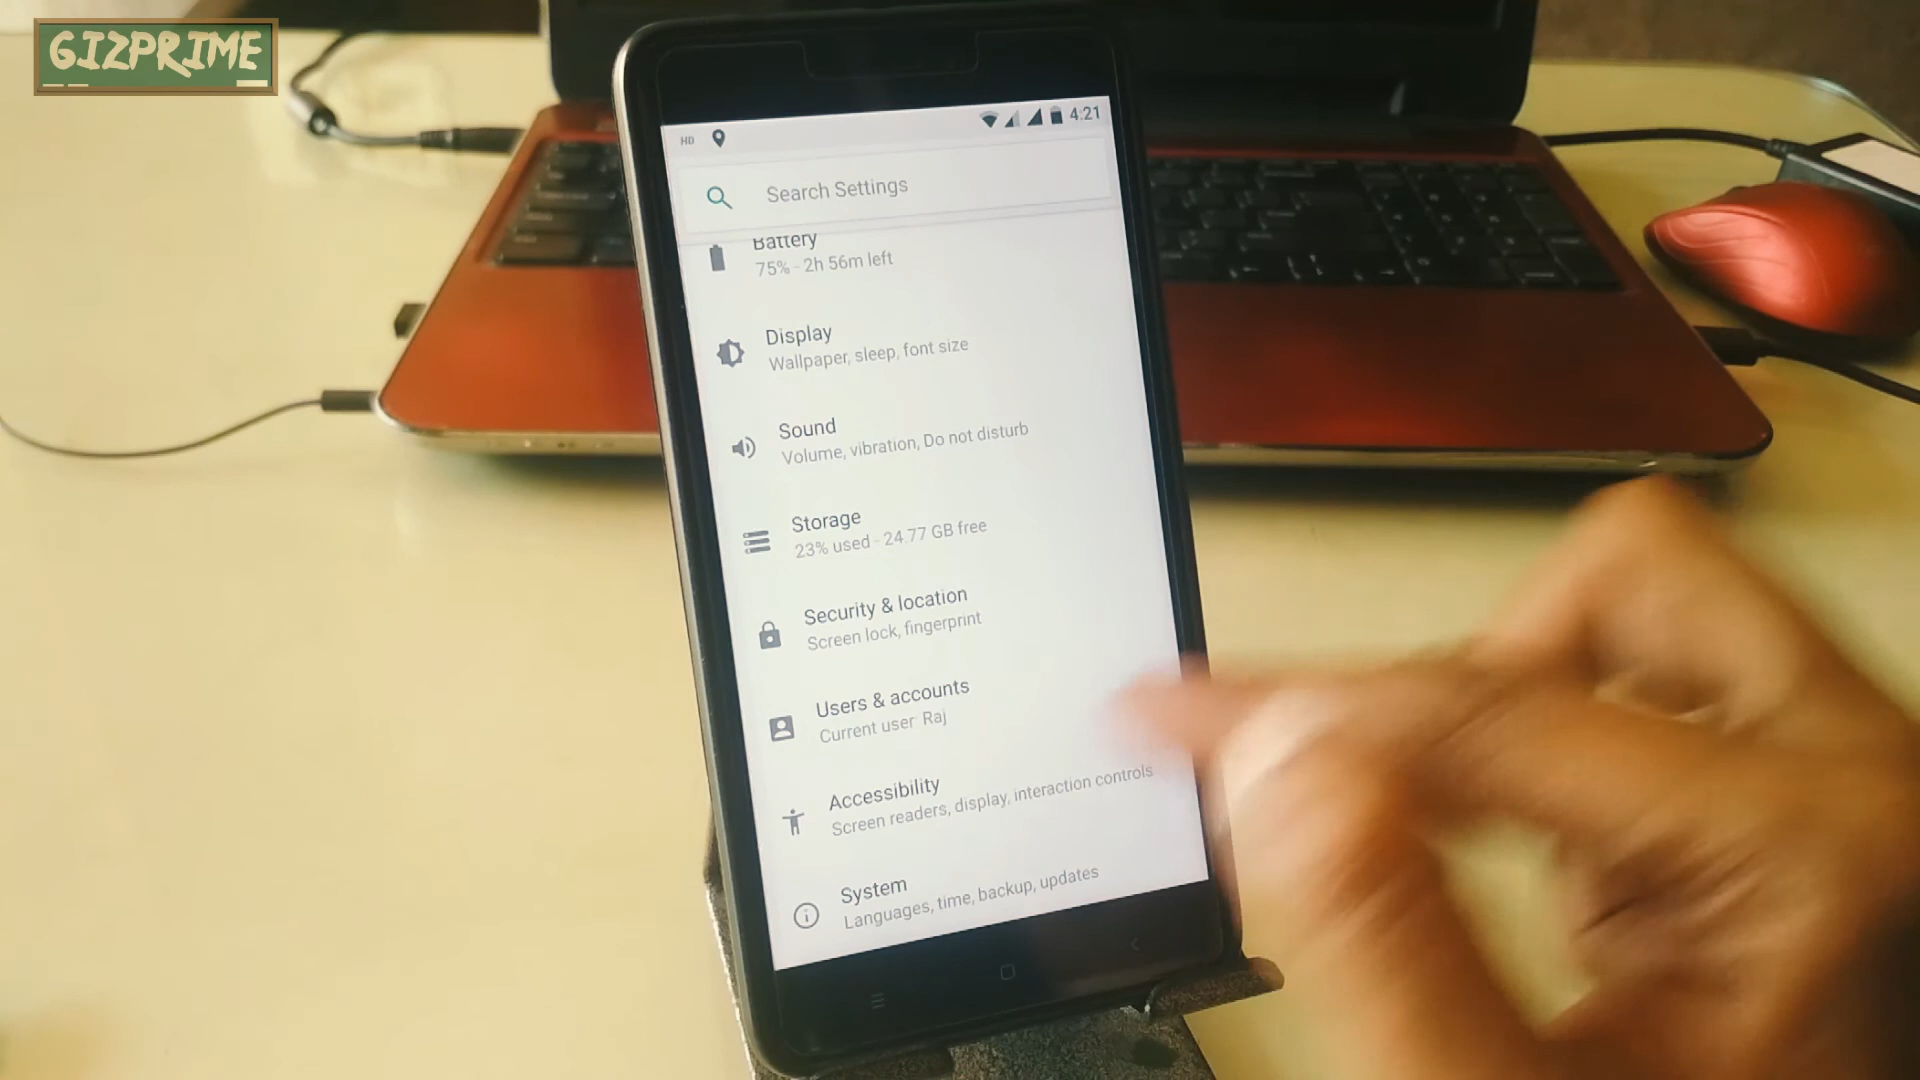 GIZPRIME
HD 4:21
Search Settings
Battery
75% - 2h 56m left
Display
Wallpaper, sleep, font size
Sound
Volume, vibration, Do not disturb
Storage
23% used - 24.77 GB free
Security & location
Screen lock, fingerprint
Users & accounts
Current user: Raj
Accessibility
Screen readers, display, interaction controls
System
Languages, time, backup, updates